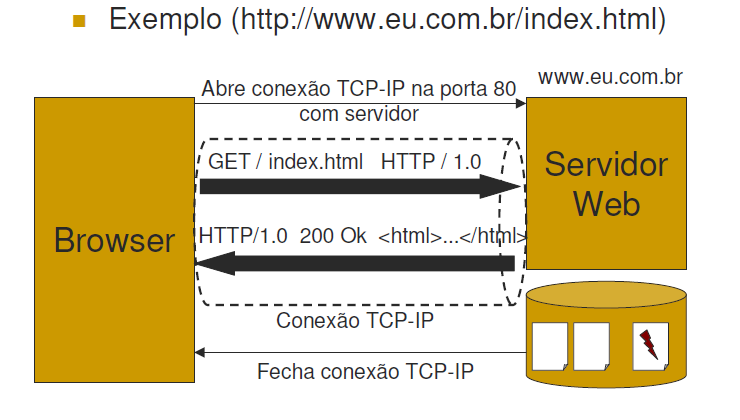 Exemplo (http://www.eu.com.br/index.html)
www.eu.com.br
Abre conexão TCP-IP na porta 80
com servidor
GET / index.html HTTP / 1.0
Servidor
Web
Browser
HTTP/1.0 200 Ok <html>...</html>
Conexão TCP-IP
Fecha conexão TCP-IP